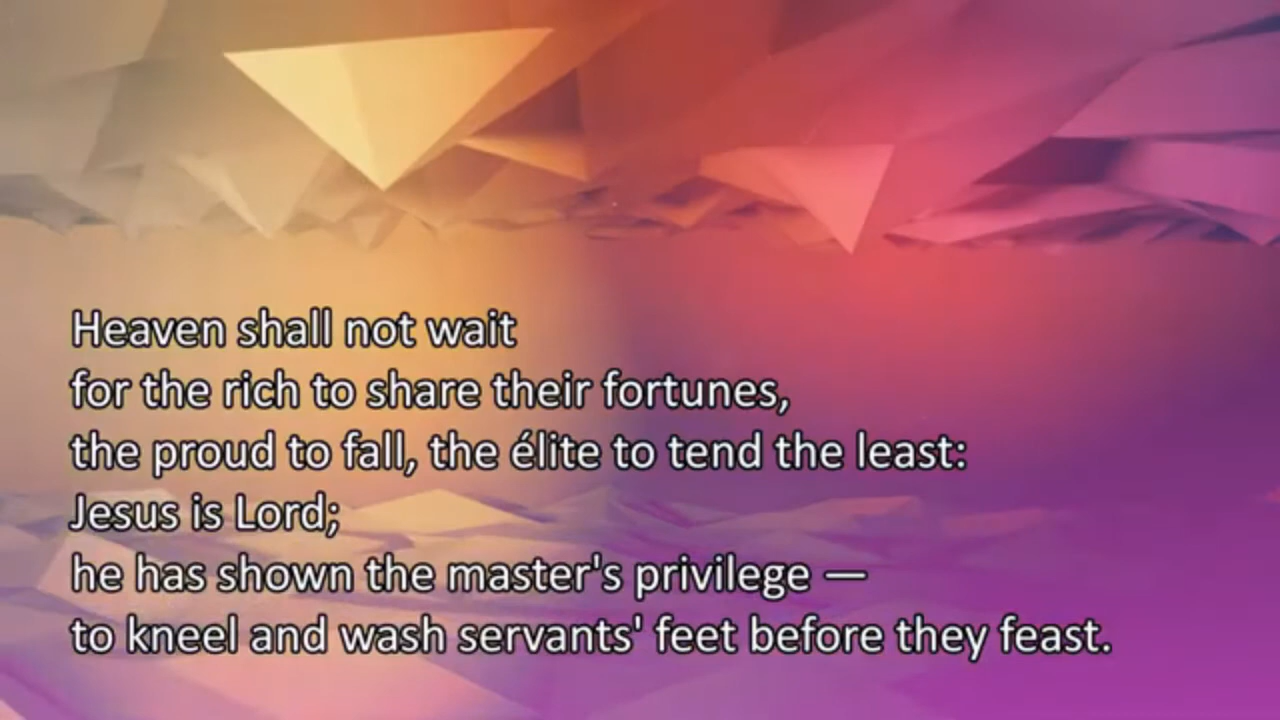 Heaven shall not wait
for the rich to share their fortunes,
the proud to fall, the élite to tend the least:
Jesus is Lord;
he has shown the master's privilege —
to kneel and wash servants' feet before they feast.